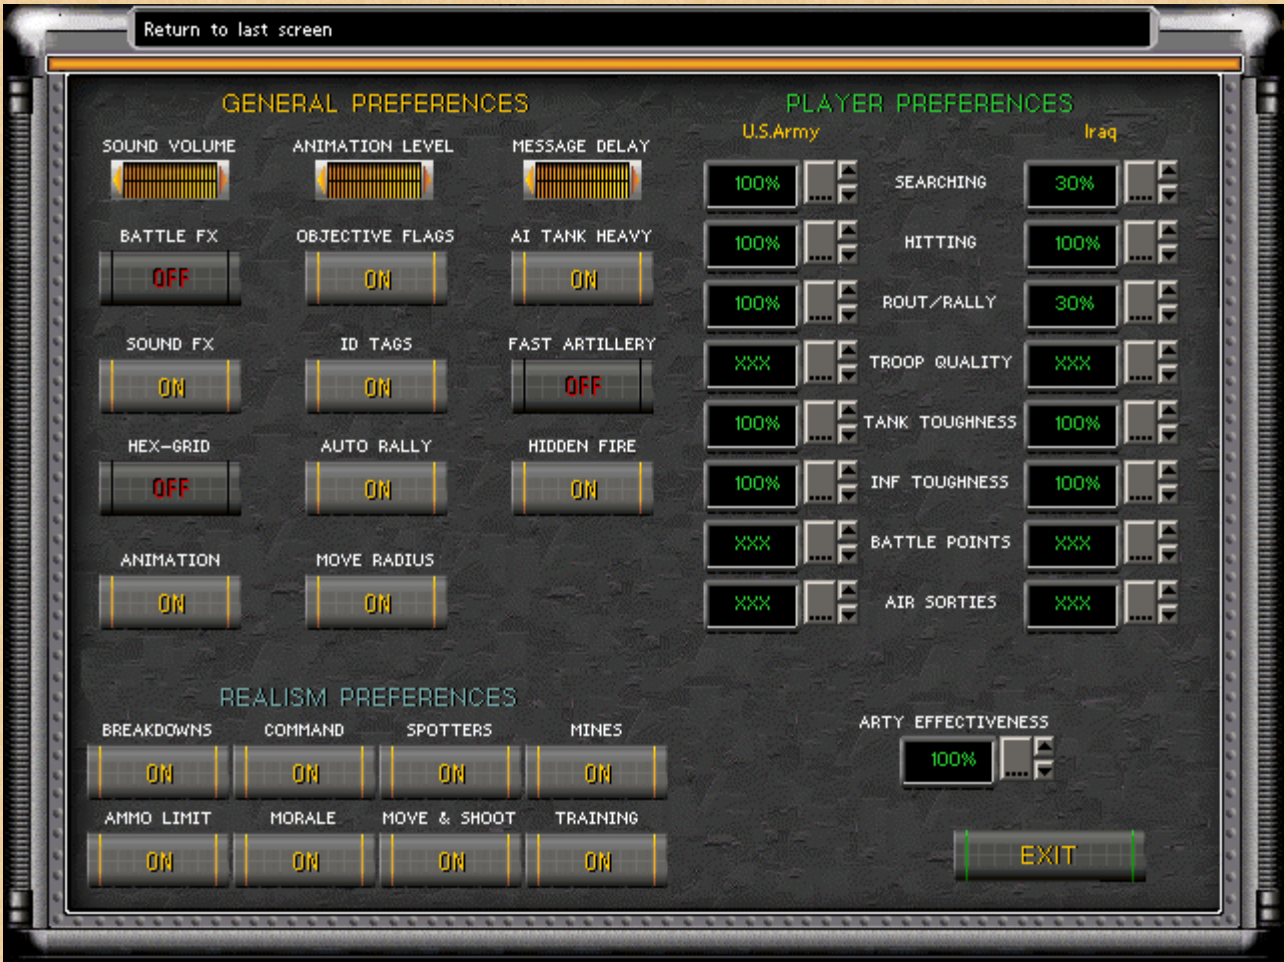 Return to last screen
GENERAL PREFERENCES
SOUND VOLUME ANIMATION LEVEL MESSAGE DELAY
BATTLE FX OBJECTIVE FLAGS AI TANK HEAVY
OFF ON ON
SOUND FX ID TAGS FAST ARTILLERY
ON ON OFF
HEX-GRID AUTO RALLY HIDDEN FIRE
OFF ON ON
ANIMATION MOVE RADIUS
ON ON
REALISM PREFERENCES
BREAKDOWNS COMMAND SPOTTERS MINES
ON ON ON ON
AMMO LIMIT MORALE MOVE & SHOOT TRAINING
ON ON ON ON
PLAYER PREFERENCES
U.S.Army Iraq
100% SEARCHING 30%
100% HITTING 100%
100% ROUT/RALLY 30%
XXX TROOP QUALITY XXX
100% TANK TOUGHNESS 100%
100% INF TOUGHNESS 100%
XXX BATTLE POINTS XXX
XXX AIR SORTIES XXX
ARTY EFFECTIVENESS
100%
EXIT